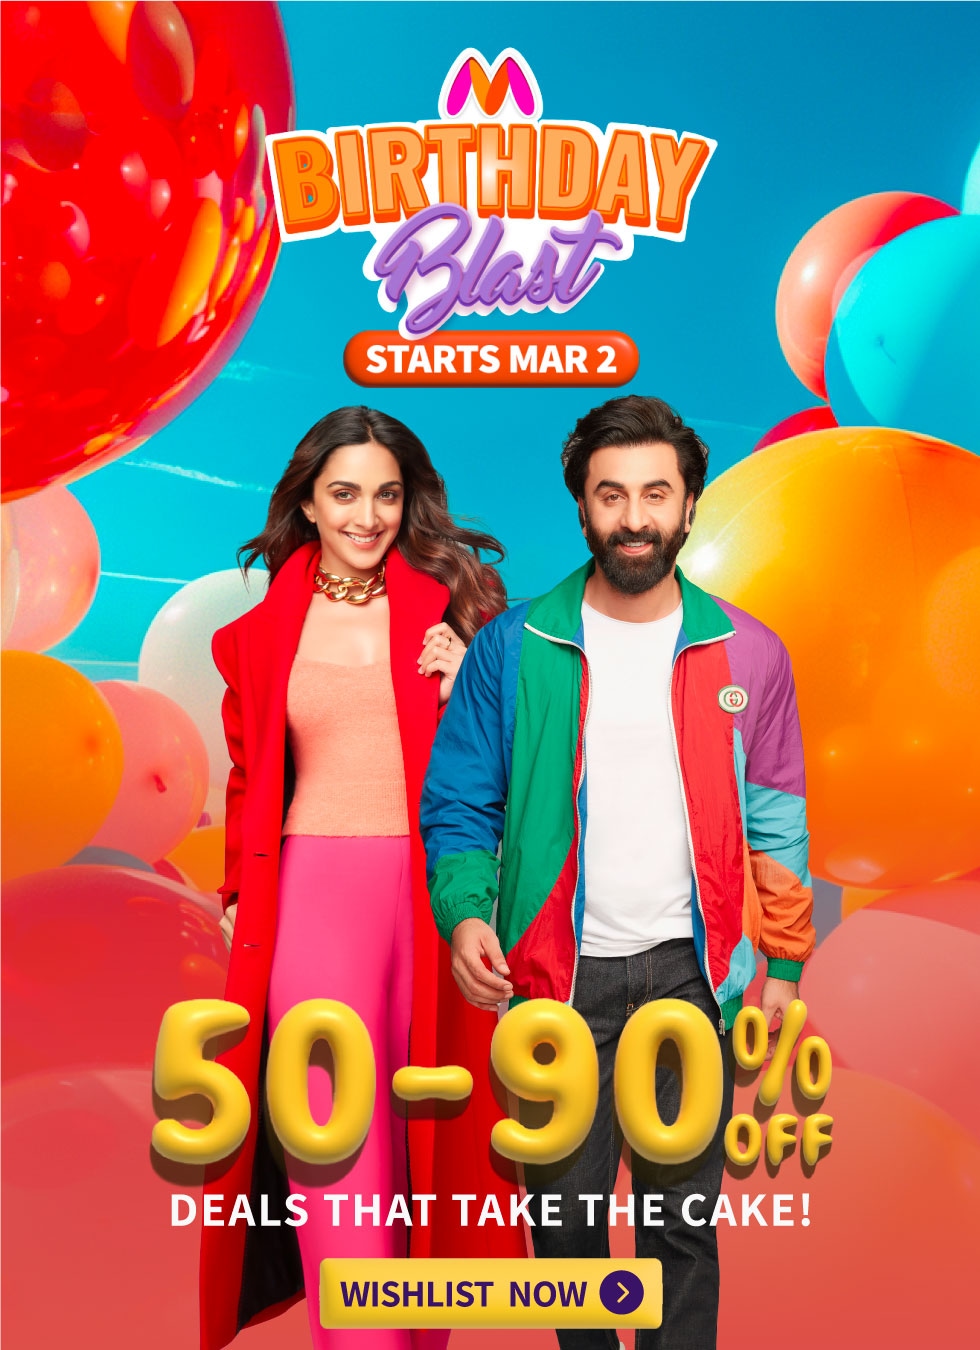 BIRTHDAY
Blast
STARTS MAR 2
50-90% OFF
DEALS THAT TAKE THE CAKE!
WISHLIST NOW